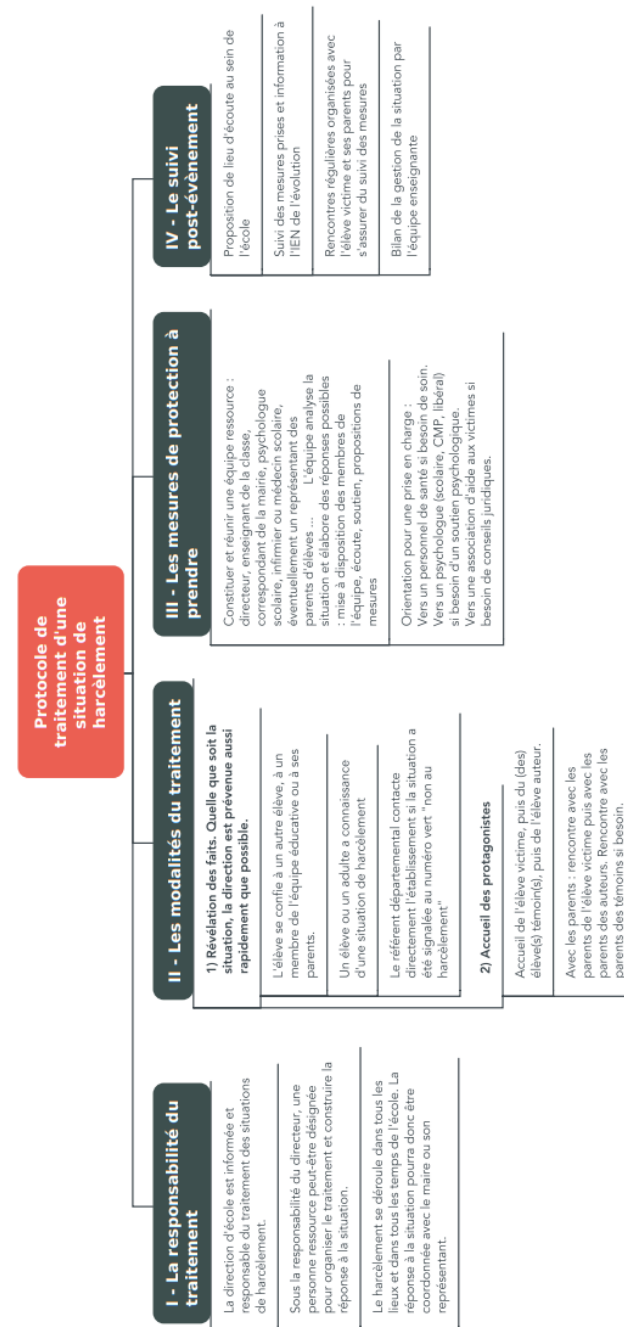 Protocole de
traitement d'une
situation de
harcèlement
I - La responsabilité du
traitement
La direction d'école est informée et
responsable du traitement des situations
de harcèlement.
Sous la responsabilité du directeur, une
personne ressource peut-être désignée
pour organiser le traitement et construire la
réponse à la situation.
Le harcèlement se déroule dans tous les
lieux et dans tous les temps de l'école. La
réponse à la situation pourra donc être
coordonnée avec le maire ou son
représentant.
II - Les modalités du traitement
1) Révélation des faits. Quelle que soit la
situation, la direction est prévenue aussi
rapidement que possible.
L'élève se confie à un autre élève, à un
membre de l'équipe éducative ou à ses
parents.
Un élève ou un adulte a connaissance
d'une situation de harcèlement
Le référent départemental contacte
directement l'établissement si la situation a
été signalée au numéro vert "non au
harcèlement"
2) Accueil des protagonistes
Accueil de l'élève victime, puis du (des)
élève(s) témoin(s), puis de l'élève auteur.
Avec les parents : rencontre avec les
parents de l'élève victime puis avec les
parents des auteurs. Rencontre avec les
parents des témoins si besoin.
III - Les mesures de protection à
prendre
Constituer et réunir une équipe ressource :
directeur, enseignant de la classe,
correspondant de la mairie, psychologue
scolaire, infirmier ou médecin scolaire,
éventuellement un représentant des
parents d'élèves ... L'équipe analyse la
situation et élabore des réponses possibles
: mise à disposition des membres de
l'équipe, écoute, soutien, propositions de
mesures
Orientation pour une prise en charge :
Vers un personnel de santé si besoin de soin.
Vers un psychologue (scolaire, CMP, libéral)
si besoin d'un soutien psychologique.
Vers une association d'aide aux victimes si
besoin de conseils juridiques.
IV - Le suivi
post-évènement
Proposition de lieu d'écoute au sein de
l'école
Suivi des mesures prises et information à
l'IEN de l'évolution
Rencontres régulières organisées avec
l'élève victime et ses parents pour
s'assurer du suivi des mesures
Bilan de la gestion de la situation par
l'équipe enseignante